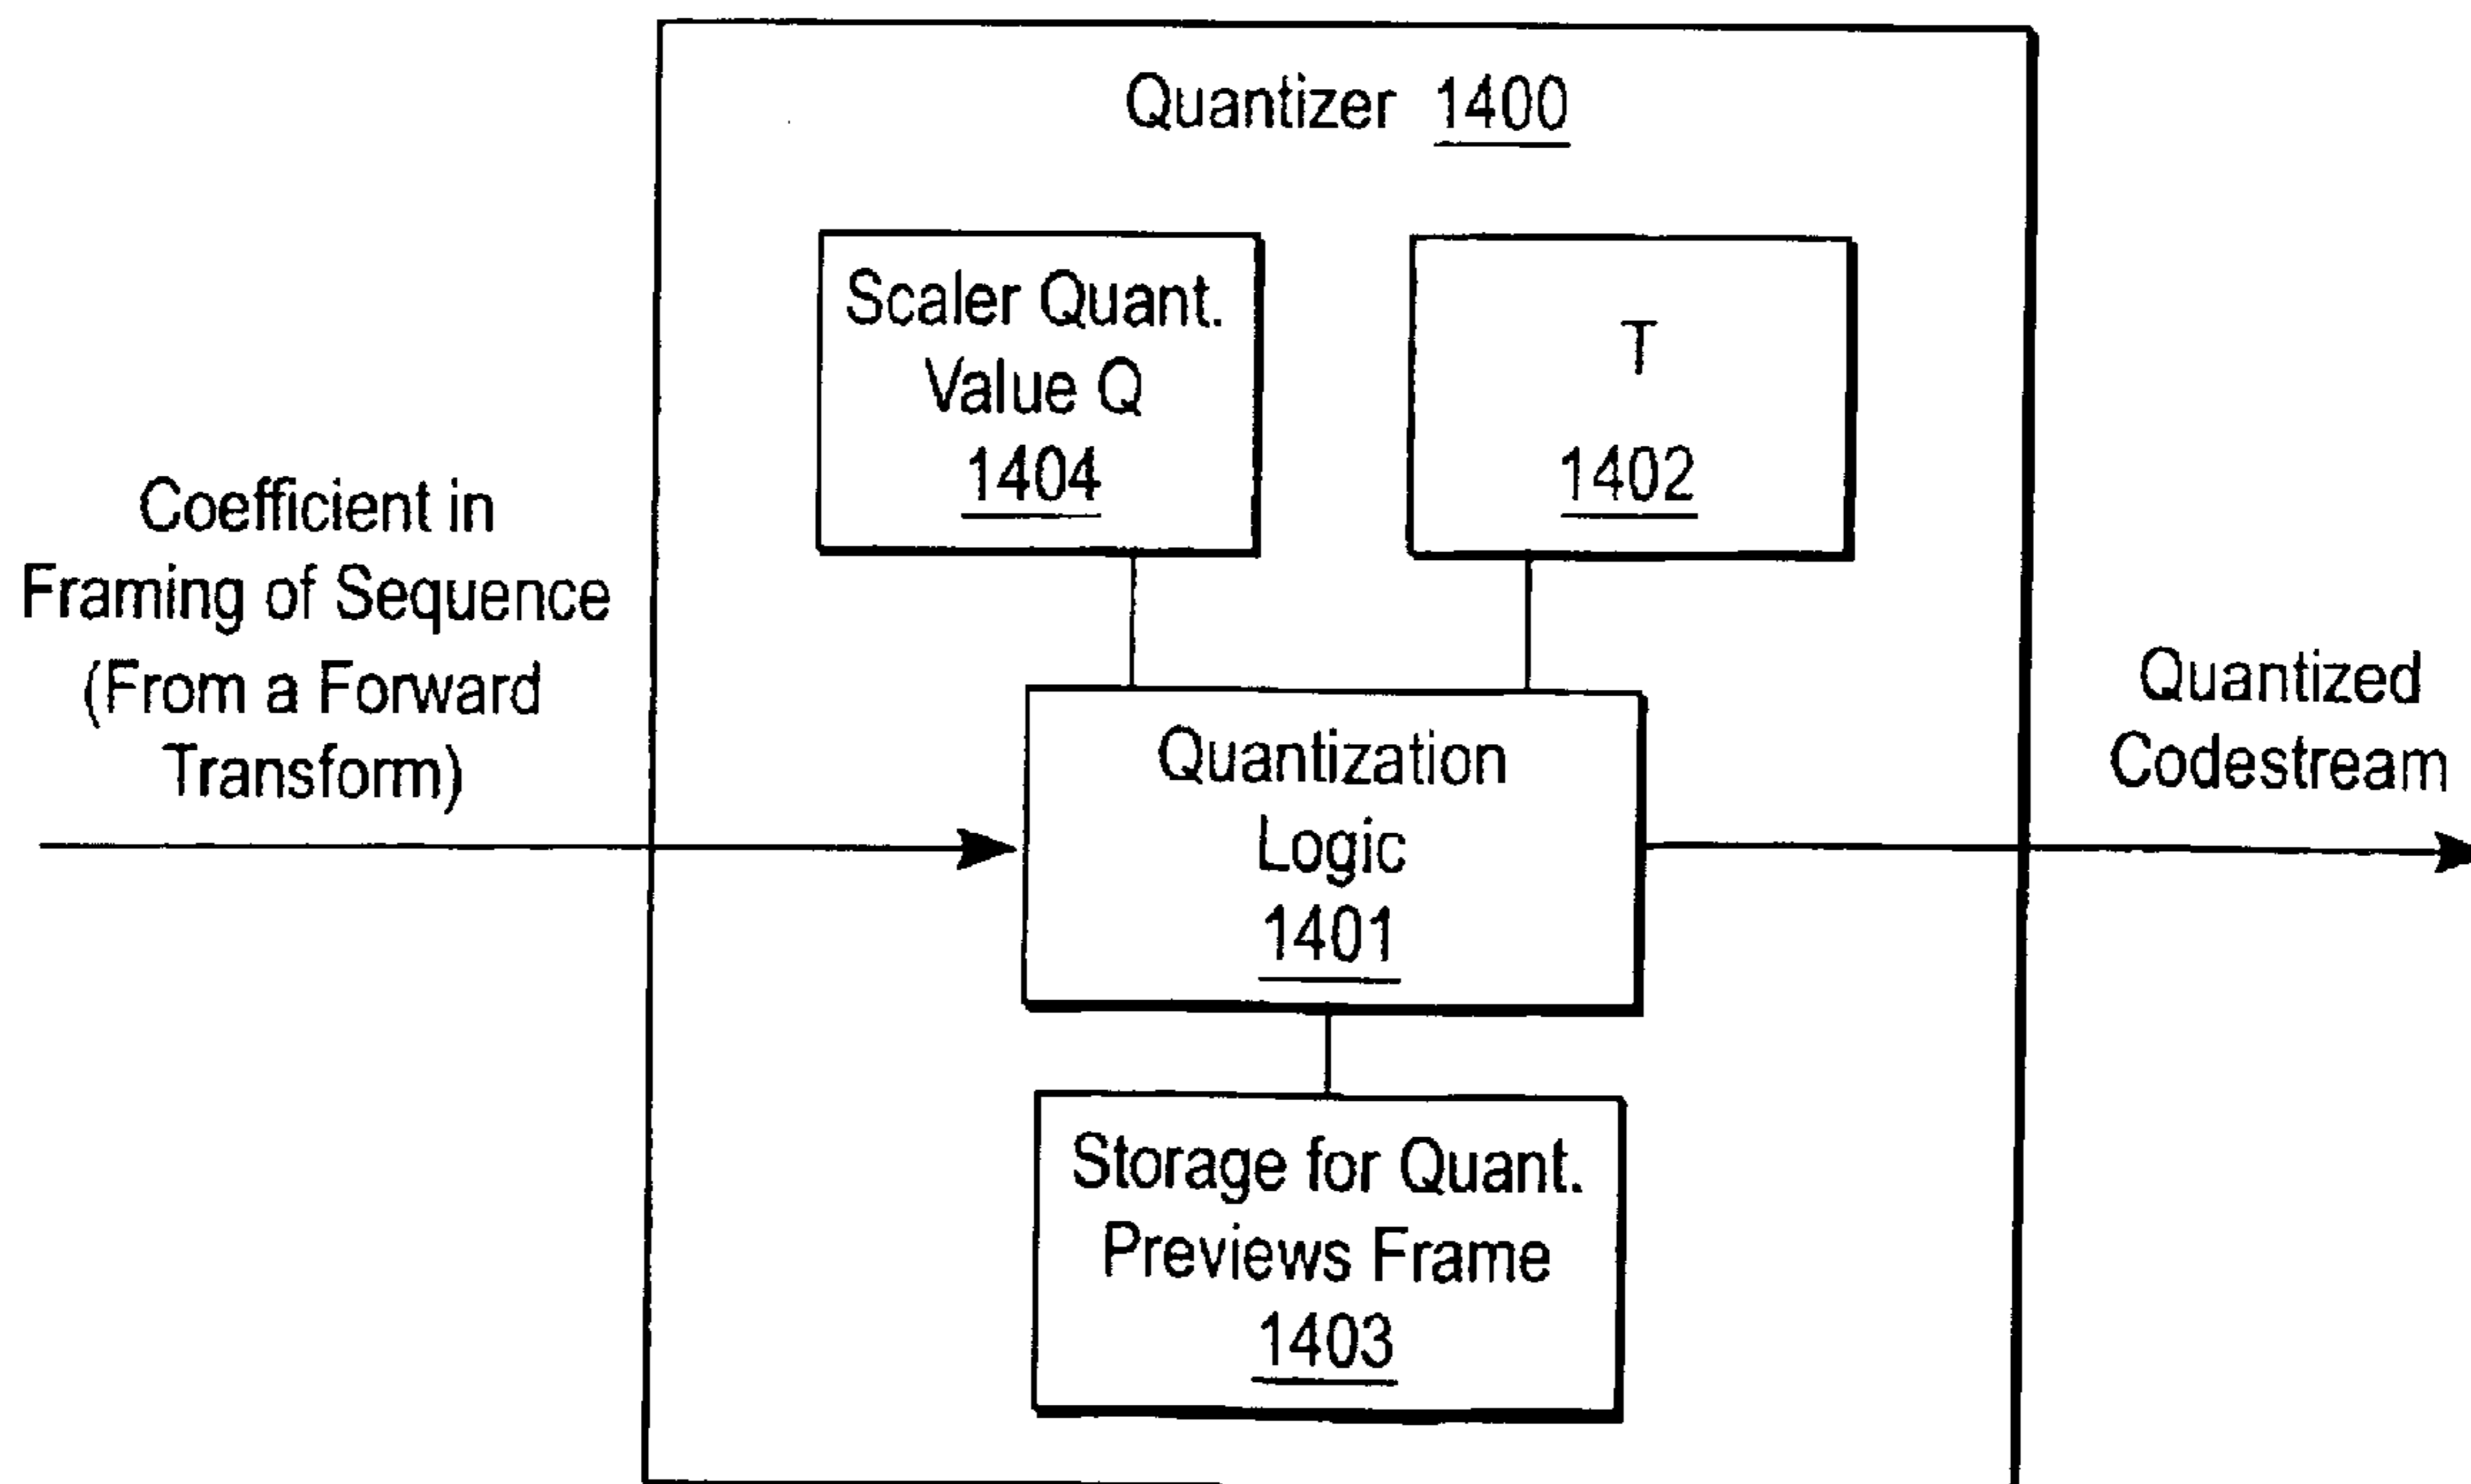 Quantizer 1400
Scaler Quant.
Value Q
1404
T
1402
Coefficient in
Framing of Sequence
(From a Forward
Transform)
Quantization
Logic
1401
Quantized
Codestream
Storage for Quant.
Previews Frame
1403